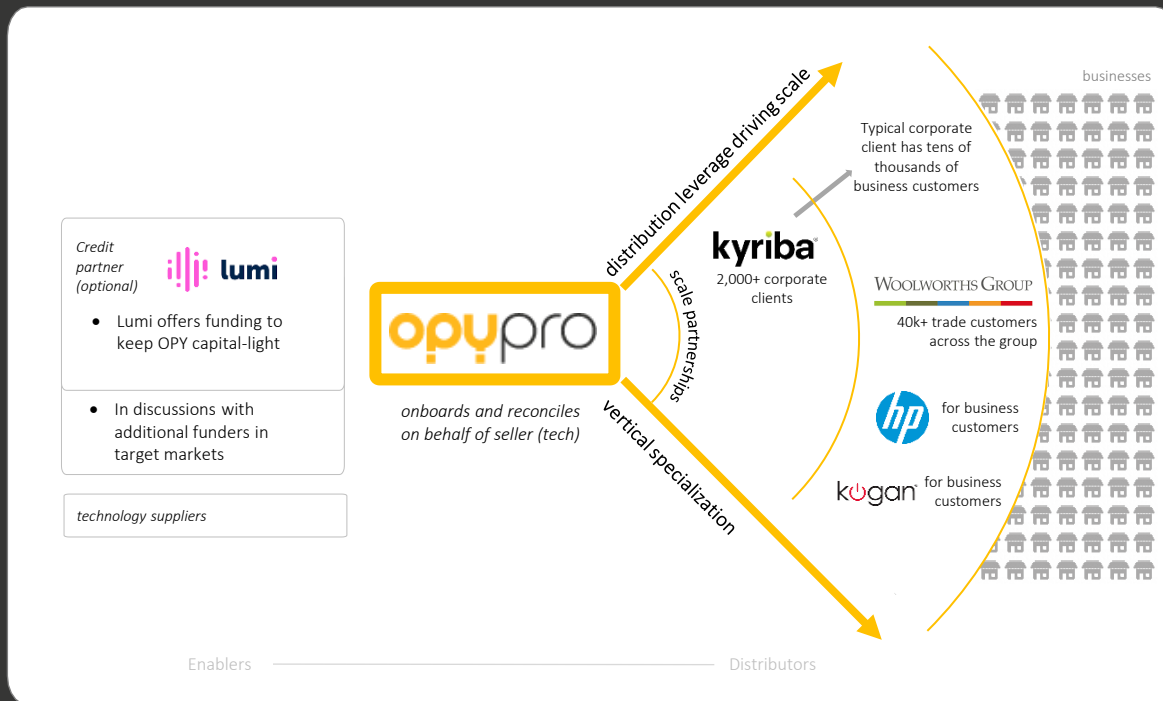 businesses
distribution leverage driving scale
Typical corporate
client has tens of
thousands of
business customers
Credit
partner
(optional)
lumi
• Lumi offers funding to
keep OPY capital-light
• In discussions with
additional funders in
target markets
technology suppliers
opypro
onboards and reconciles
on behalf of seller (tech)
scale partnerships
vertical specialization
kyriba
2,000+ corporate
clients
WOOLWORTHS GROUP
40k+ trade customers
across the group
hp
for business
customers
kogan
for business
customers
Enablers
Distributors